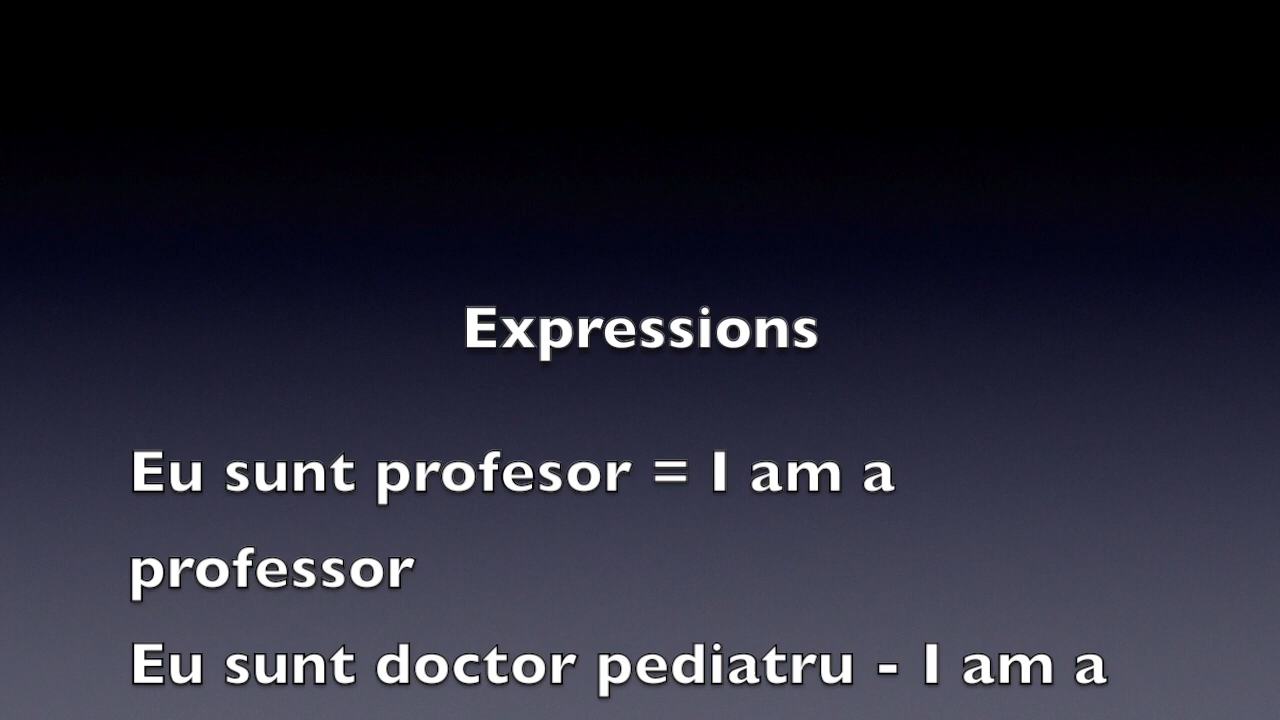 Expressions
Eu sunt profesor = I am a
professor
Eu sunt doctor pediatru - I am a